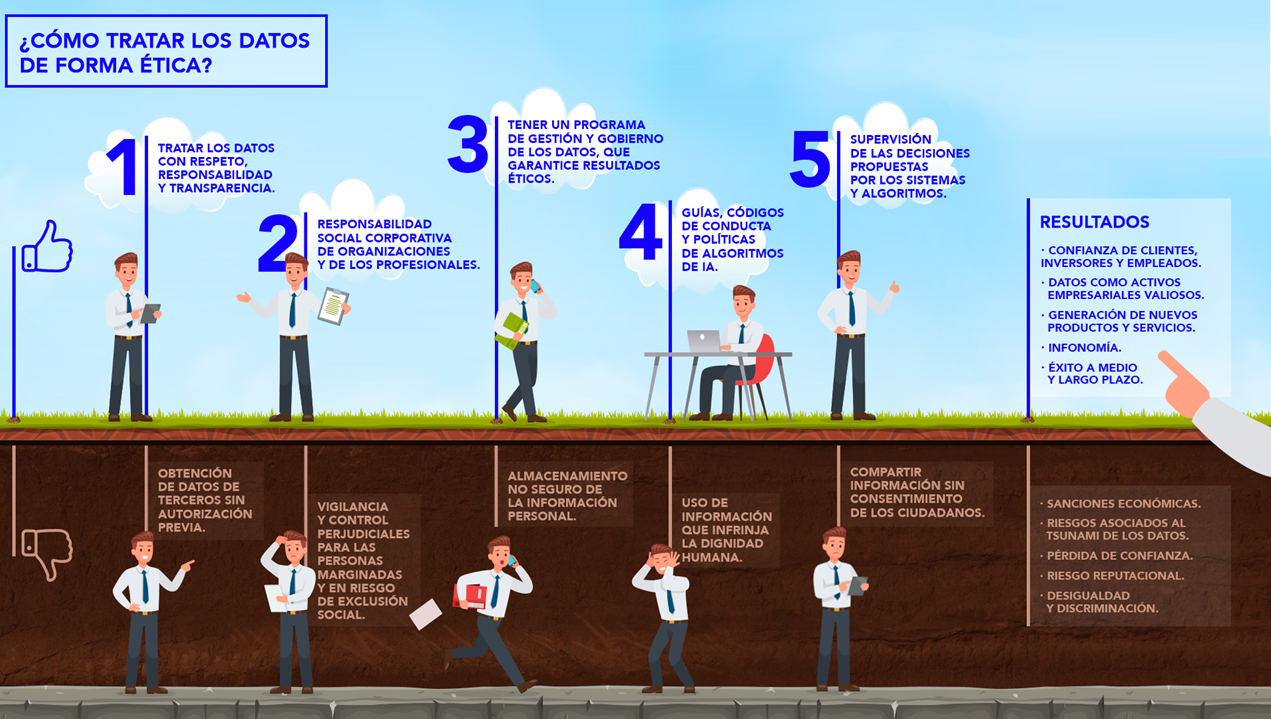 ¿CÓMO TRATAR LOS DATOS
DE FORMA ÉTICA?
1
TRATAR LOS DATOS
CON RESPETO,
RESPONSABILIDAD
Y TRANSPARENCIA.
2
RESPONSABILIDAD
SOCIAL CORPORATIVA
DE ORGANIZACIONES
Y DE LOS PROFESIONALES.
3
TENER UN PROGRAMA
DE GESTIÓN Y GOBIERNO
DE LOS DATOS, QUE
GARANTICE RESULTADOS
ÉTICOS.
4
GUÍAS, CÓDIGOS
DE CONDUCTA
Y POLÍTICAS
DE ALGORITMOS
DE IA.
5
SUPERVISIÓN
DE LAS DECISIONES
PROPUESTAS
POR LOS SISTEMAS
Y ALGORITMOS.
RESULTADOS
· CONFIANZA DE CLIENTES,
INVERSORES Y EMPLEADOS.
· DATOS COMO ACTIVOS
EMPRESARIALES VALIOSOS.
· GENERACIÓN DE NUEVOS
PRODUCTOS Y SERVICIOS.
· INFONOMÍA.
· ÉXITO A MEDIO
Y LARGO PLAZO.
OBTENCIÓN
DE DATOS DE
TERCEROS SIN
AUTORIZACIÓN
PREVIA.
VIGILANCIA
Y CONTROL
PERJUDICIALES
PARA LAS
PERSONAS
MARGINADAS
Y EN RIESGO
DE EXCLUSIÓN
SOCIAL.
ALMACENAMIENTO
NO SEGURO DE
LA INFORMACIÓN
PERSONAL.
USO DE
INFORMACIÓN
QUE INFRINJA
LA DIGNIDAD
HUMANA.
COMPARTIR
INFORMACIÓN SIN
CONSENTIMIENTO
DE LOS CIUDADANOS.
· SANCIONES ECONÓMICAS.
· RIESGOS ASOCIADOS AL
TSUNAMI DE LOS DATOS.
· PÉRDIDA DE CONFIANZA.
· RIESGO REPUTACIONAL.
· DESIGUALDAD
Y DISCRIMINACIÓN.